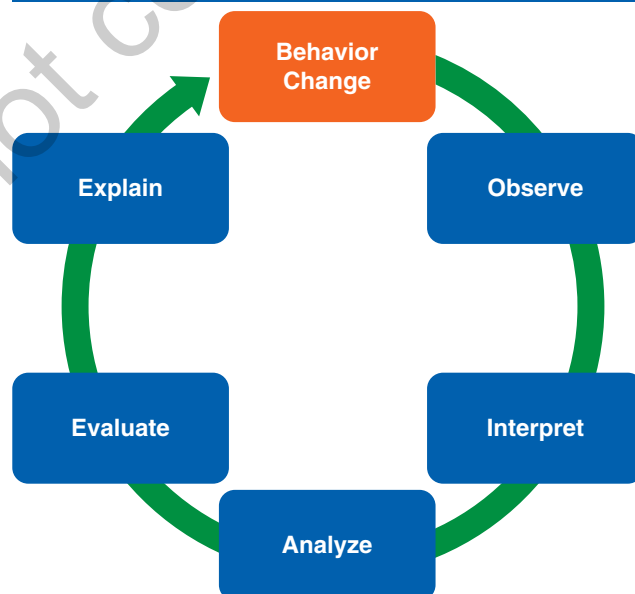 Behavior
Change
Observe
Interpret
Analyze
Evaluate
Explain